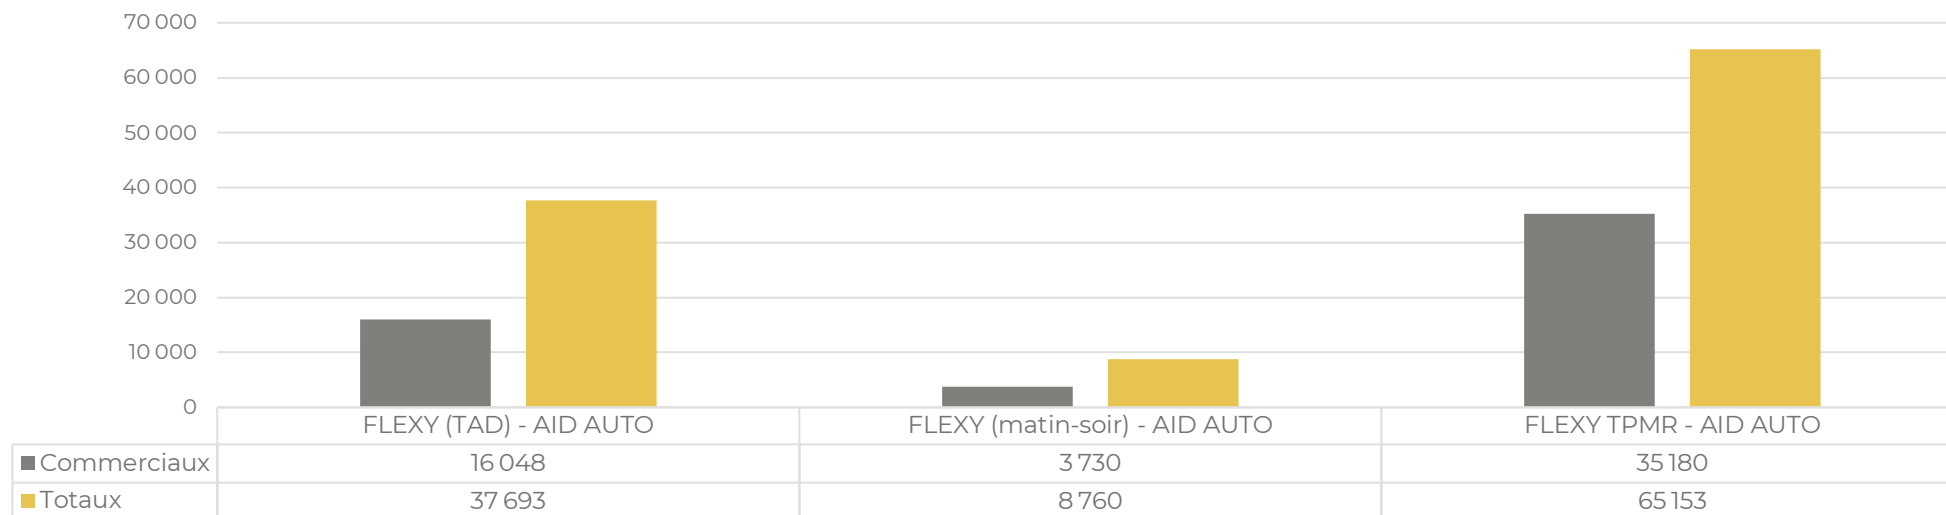 70 000
60 000
50 000
40 000
30 000
20 000
10 000
0
FLEXY (TAD) - AID AUTO FLEXY (matin-soir) - AID AUTO FLEXY TPMR - AID AUTO
Commerciaux 16 048 3 730 35 180
Totaux 37 693 8 760 65 153